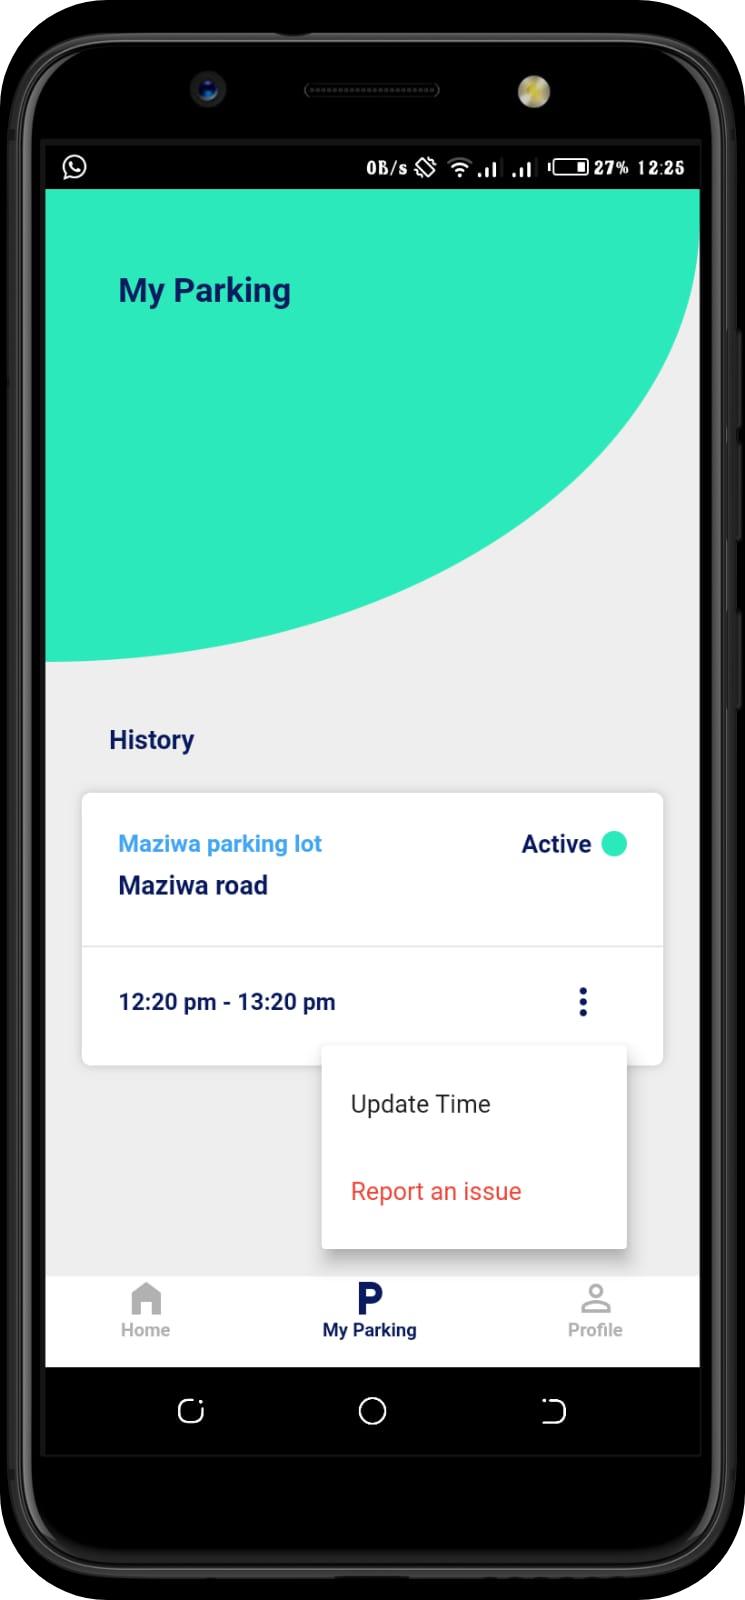 0B/s 27% 12:25
My Parking
History
Maziwa parking lot
Active
Maziwa road
12:20 pm - 13:20 pm
Update Time
Report an issue
Home
My Parking
Profile